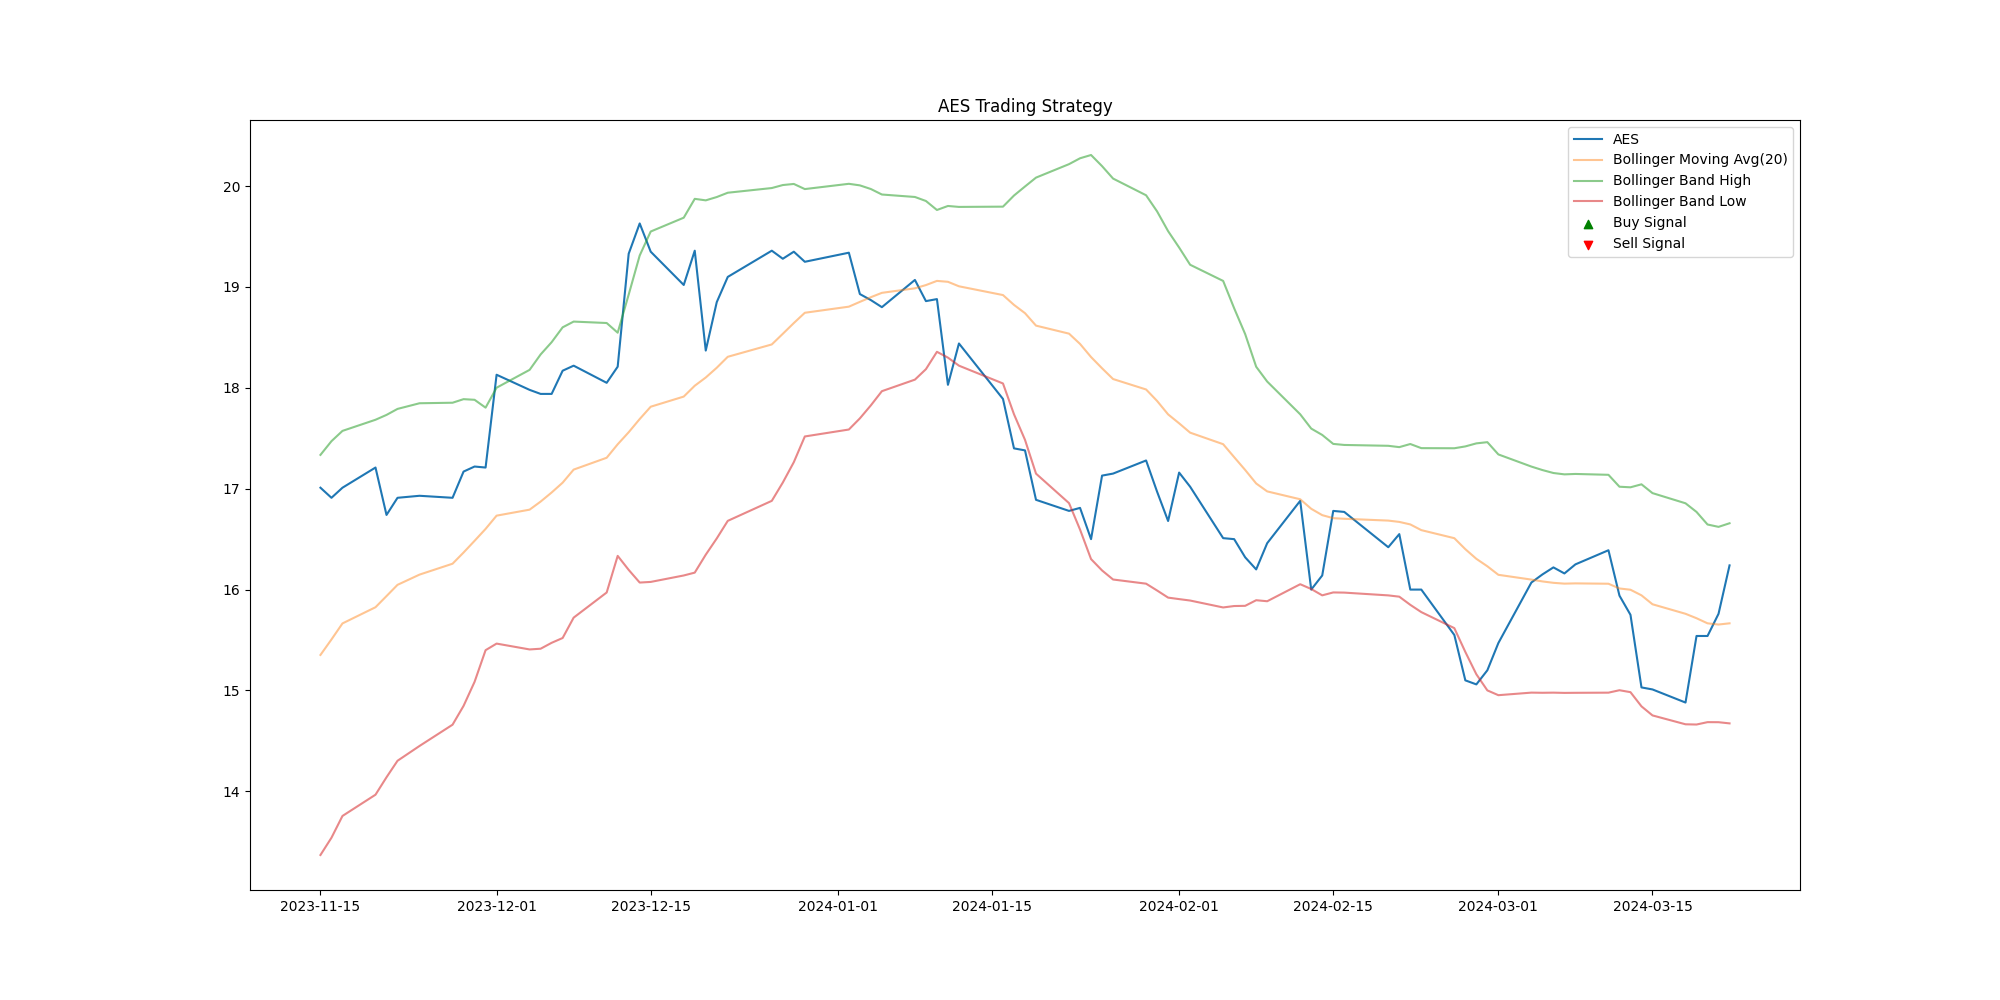 AES Trading Strategy
AES
Bollinger Moving Avg(20)
Bollinger Band High
Bollinger Band Low
Buy Signal
Sell Signal
20
19
18
17
16
15
14
2023-11-15 2023-12-01 2023-12-15 2024-01-01 2024-01-15 2024-02-01 2024-02-15 2024-03-01 2024-03-15